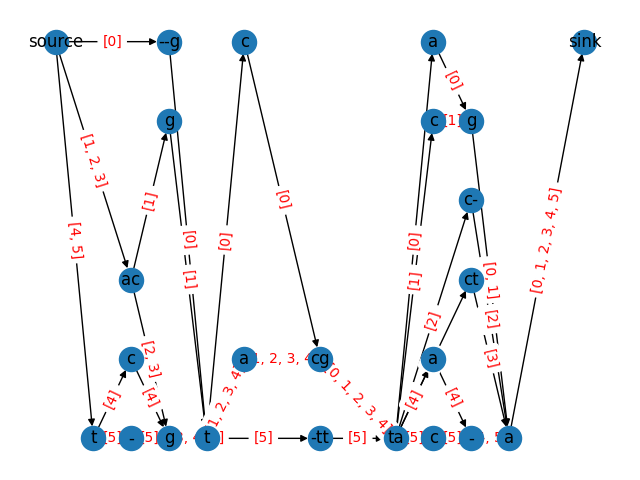 source [0] --g c a sink
[0]
g c [1] g
[1, 2, 3]
[1] [0] c-
[4, 5] [0] [1] [0] [1] [0, 1] [0, 1, 2, 3, 4, 5]
ac ct
[2] [2]
c [2, 3] a 1, 2, 3, 4 cg a [3]
[4] [4] 1, 2, 3, 4 [0, 1, 2, 3, 4] [4] [4]
t [5] - [5] g t [5] -tt [5] ta [5] c [5] - a